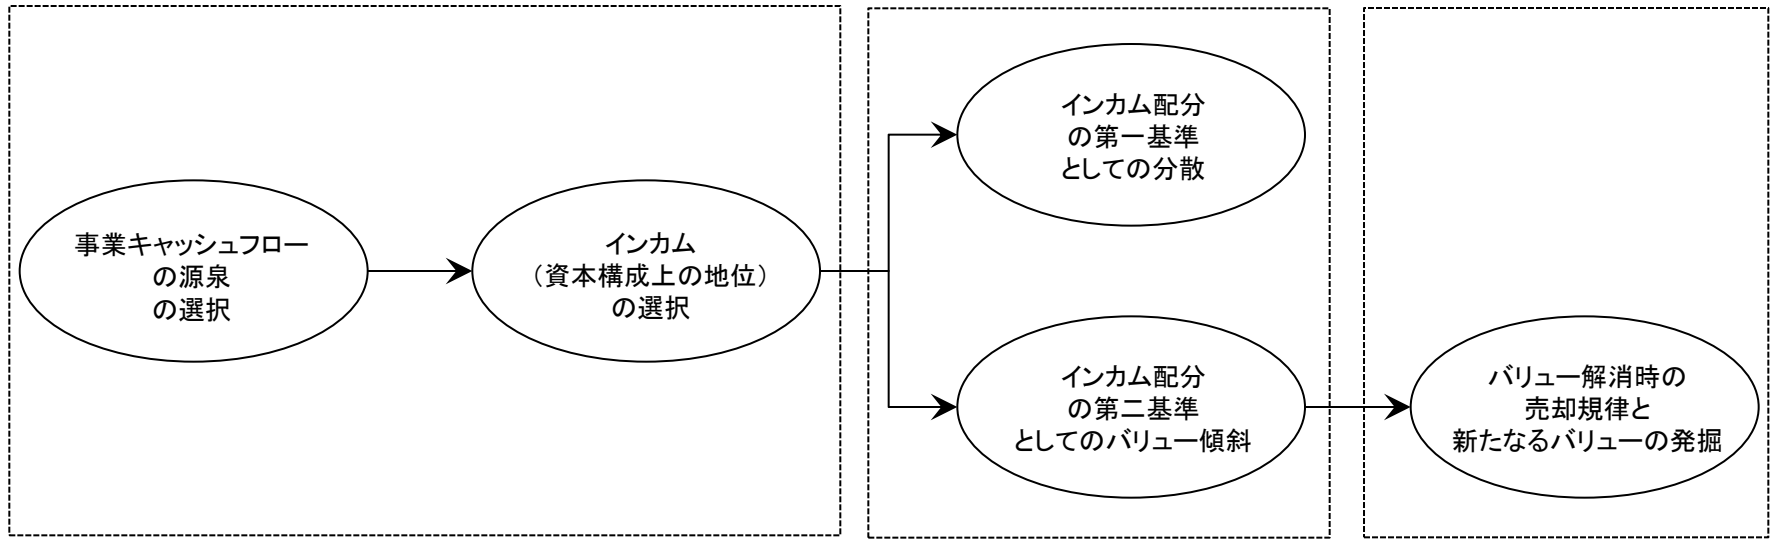 事業キャッシュフロー
の源泉
の選択
インカム
（資本構成上の地位）
の選択
インカム配分
の第一基準
としての分散
インカム配分
の第二基準
としてのバリュー傾斜
バリュー解消時の
売却規律と
新たなるバリューの発掘